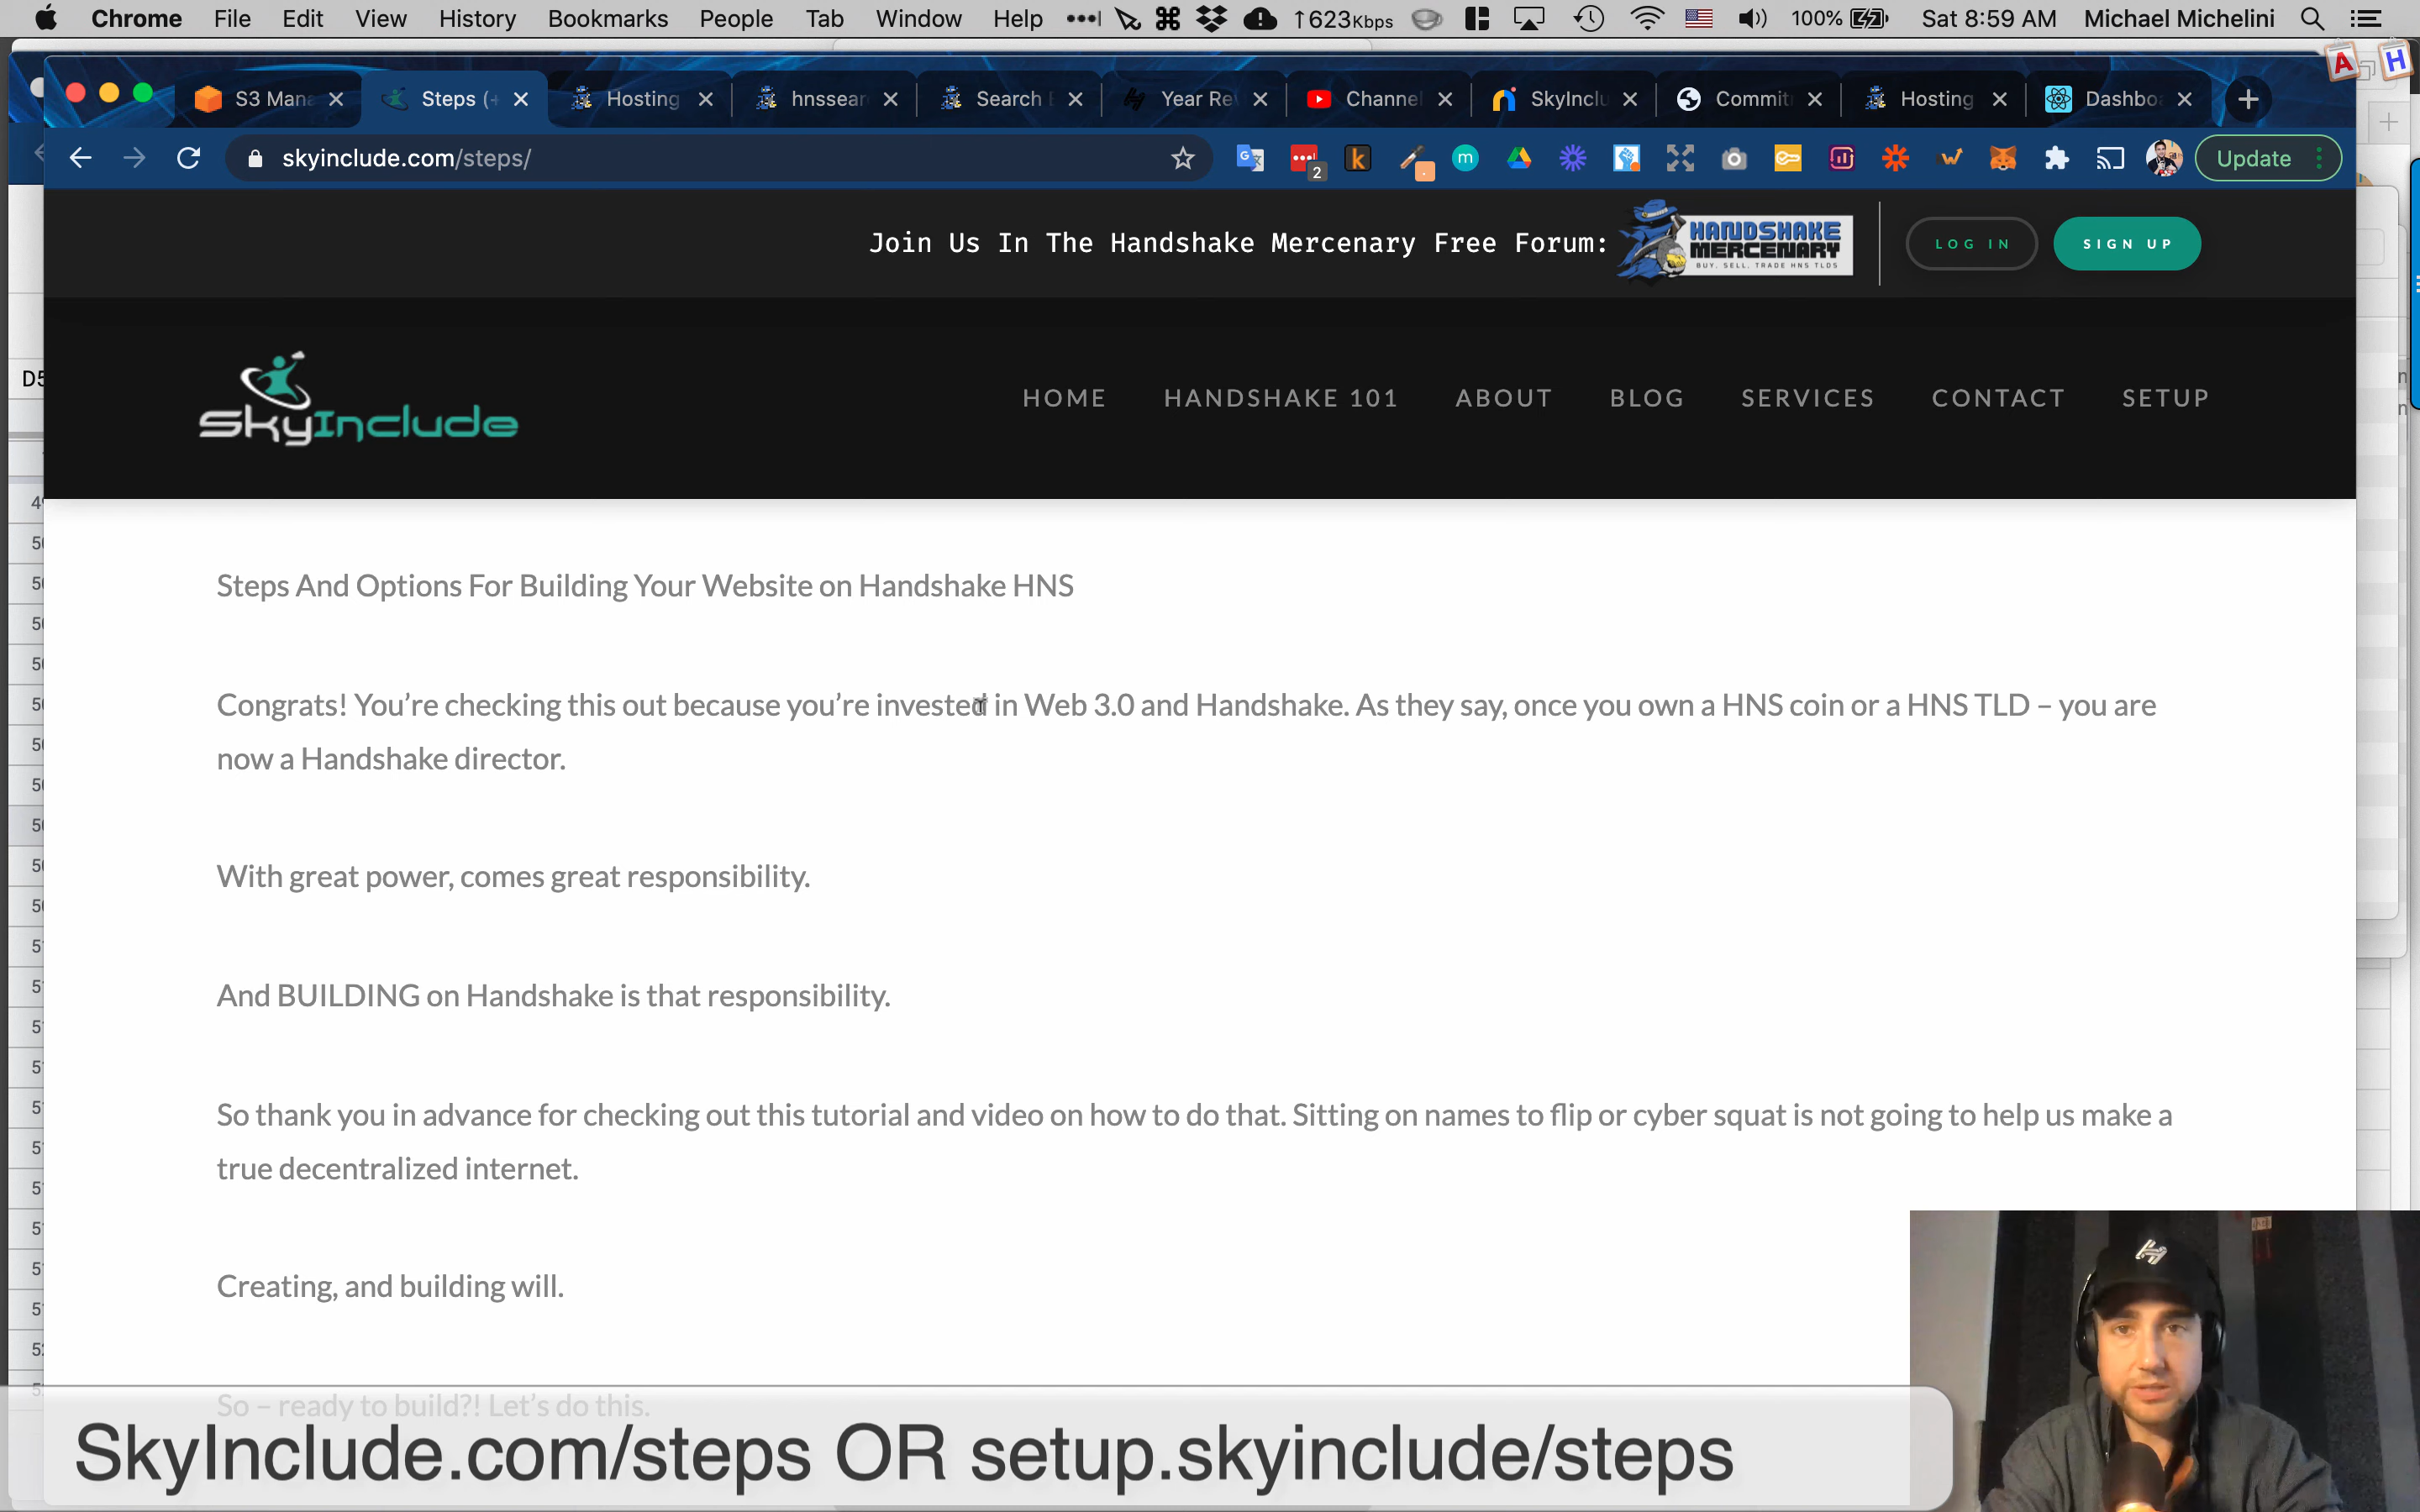 Chrome File Edit View History Bookmarks People Tab Window Help ↑623Kbps 100% Sat 8:59 AM Michael Michelini
S3 Mana Steps (+ Hosting hnssear Search Year Re Channel SkyInclu Commit Hosting Dashbo
A H
skyinclude.com/steps/ 2 Update
Join Us In The Handshake Mercenary Free Forum: HANDSHAKE MERCENARY BUY. SELL. TRADE HNS TLDS LOG IN SIGN UP
SkyInclude HOME HANDSHAKE 101 ABOUT BLOG SERVICES CONTACT SETUP
Steps And Options For Building Your Website on Handshake HNS
Congrats! You're checking this out because you're invested in Web 3.0 and Handshake. As they say, once you own a HNS coin or a HNS TLD – you are
now a Handshake director.
With great power, comes great responsibility.
And BUILDING on Handshake is that responsibility.
So thank you in advance for checking out this tutorial and video on how to do that. Sitting on names to flip or cyber squat is not going to help us make a
true decentralized internet.
Creating, and building will.
So – ready to build?! Let's do this.
SkyInclude.com/steps OR setup.skyinclude/steps